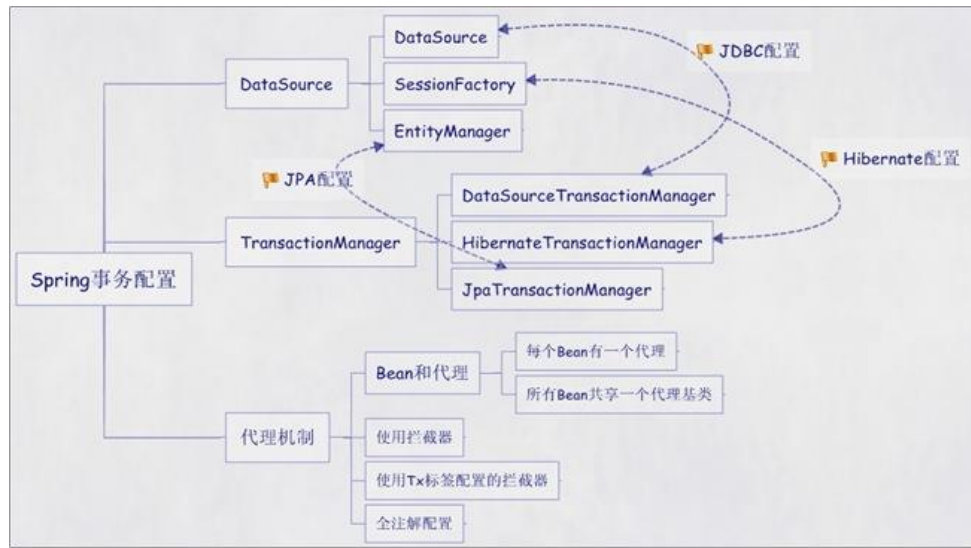 DataSource
JDBC配置
DataSource
SessionFactory
EntityManager
Hibernate配置
JPA配置
DataSourceTransactionManager
TransactionManager
HibernateTransactionManager
Spring事务配置
JpaTransactionManager
每个Bean有一个代理
Bean和代理
所有Bean共享一个代理基类
代理机制
使用拦截器
使用Tx标签配置的拦截器
全注解配置